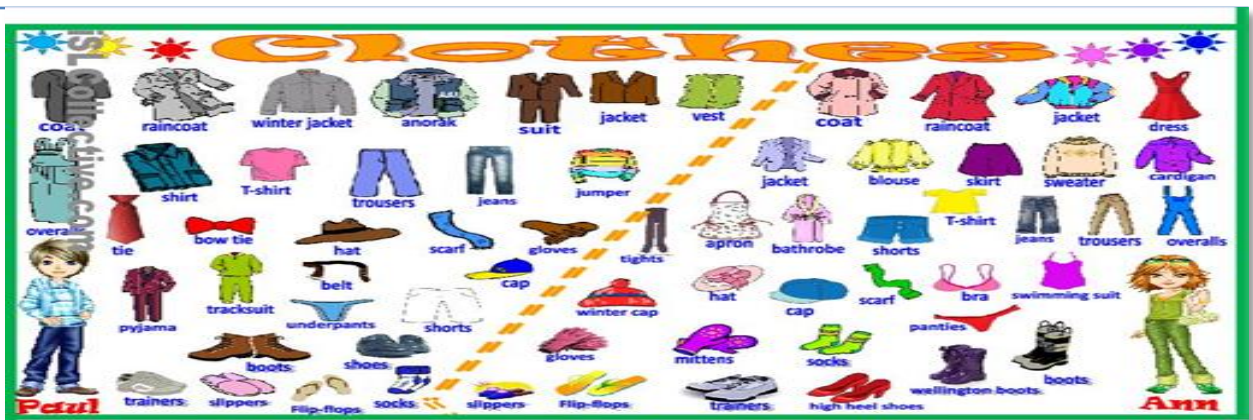 Clothes
iSLCollective.com
coat raincoat winter jacket anorak suit jacket vest coat raincoat jacket dress
shirt T-shirt trousers jeans jumper jacket blouse skirt sweater cardigan
overalls tie bow tie hat scarf gloves tights apron bathrobe shorts T-shirt jeans trousers overalls
pyjama tracksuit belt underpants shorts cap winter cap hat cap scarf bra swimming suit
boots shoes gloves mittens socks panties wellington boots boots
trainers slippers Flip-flops socks slippers Flip-flops trainers high heel shoes
Paul Ann